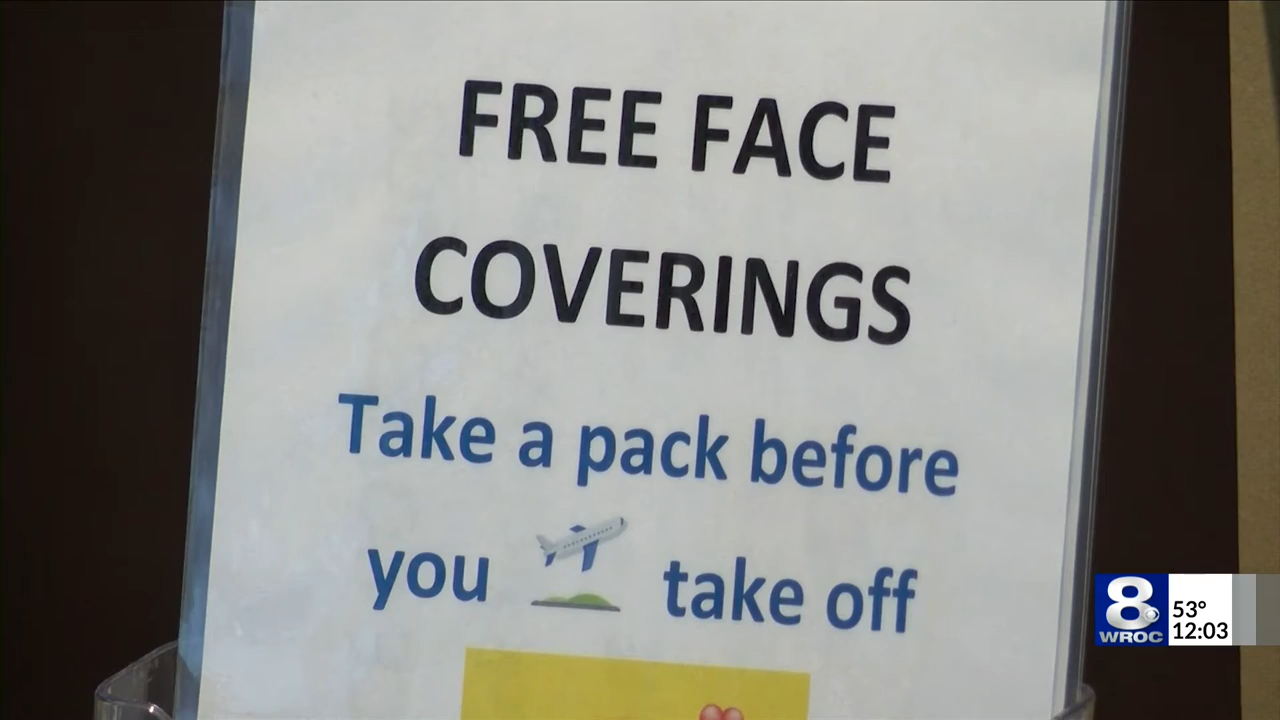 FREE FACE
COVERINGS
Take a pack before
you take off
8
WROC
53°
12:03